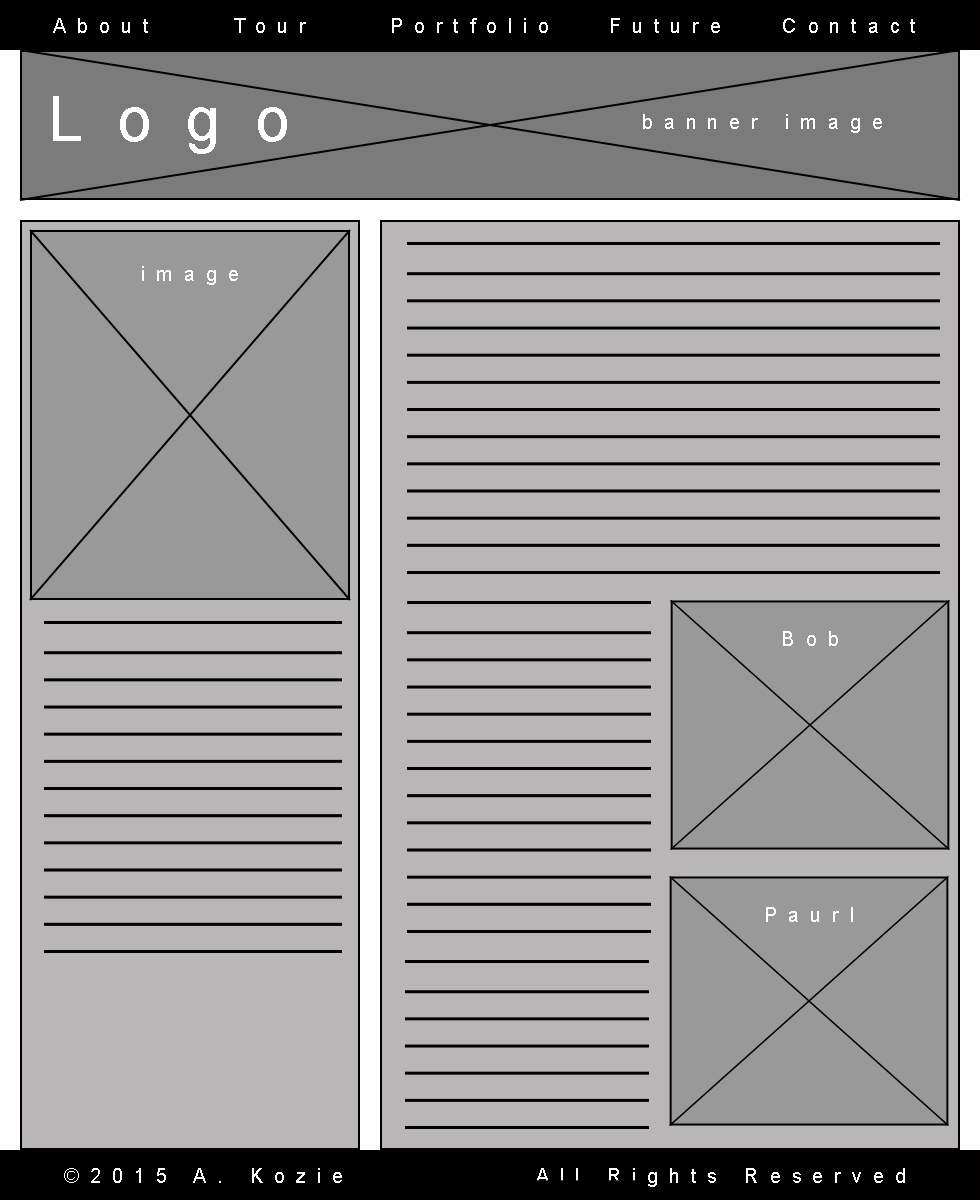 About Tour Portfolio Future Contact
Logo
banner image
image
Bob
Paurl
©2015 A. Kozie All Rights Reserved